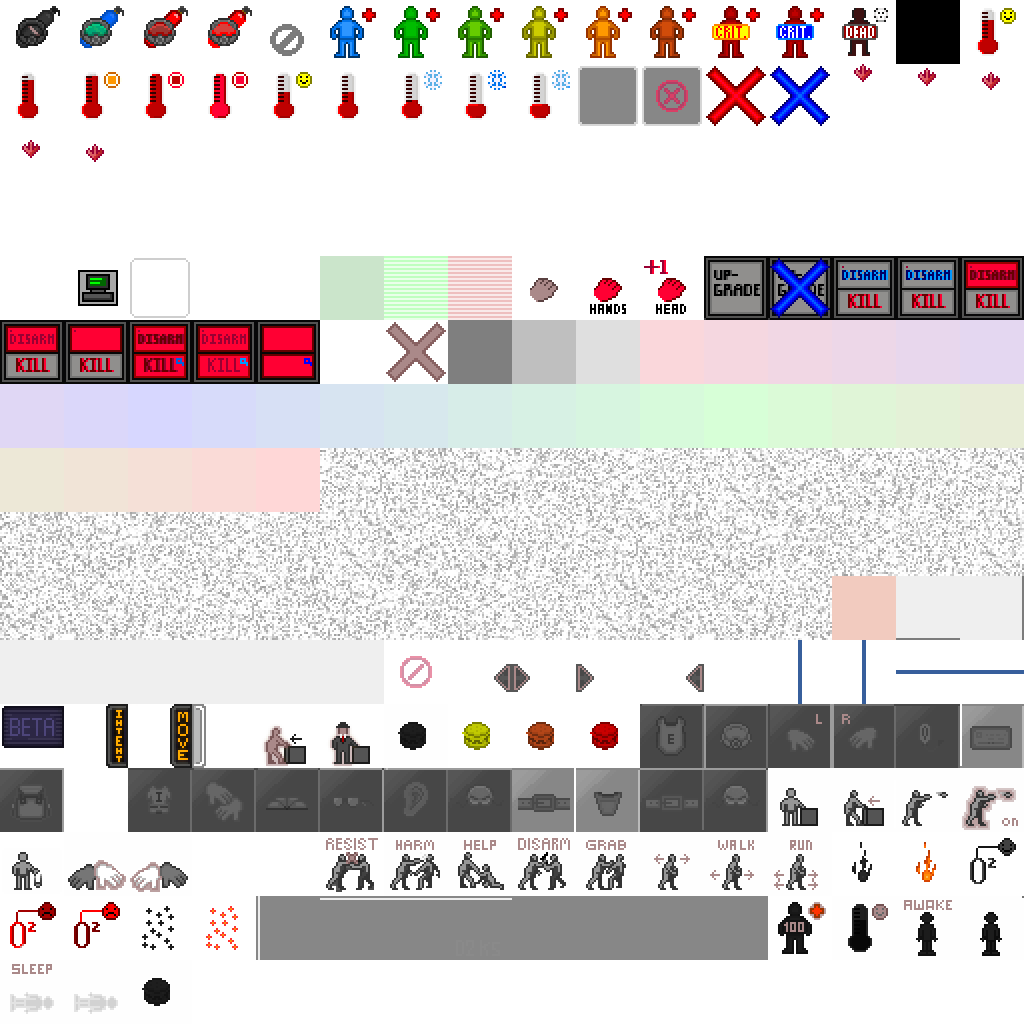 CRIT. CRIT. DEAD
+1
HANDS HEAD
UP-
GRADE
DISARM
KILL
DISARM
KILL
DISARM
KILL
DISARM
KILL
KILL
DISARM
KILL
DISARM
KILL
BETA
INTENT
MOVE
E
L
R
I
on
RESIST HARM HELP DISARM GRAB WALK RUN
O²
O²
O²
100
AWAKE
SLEEP